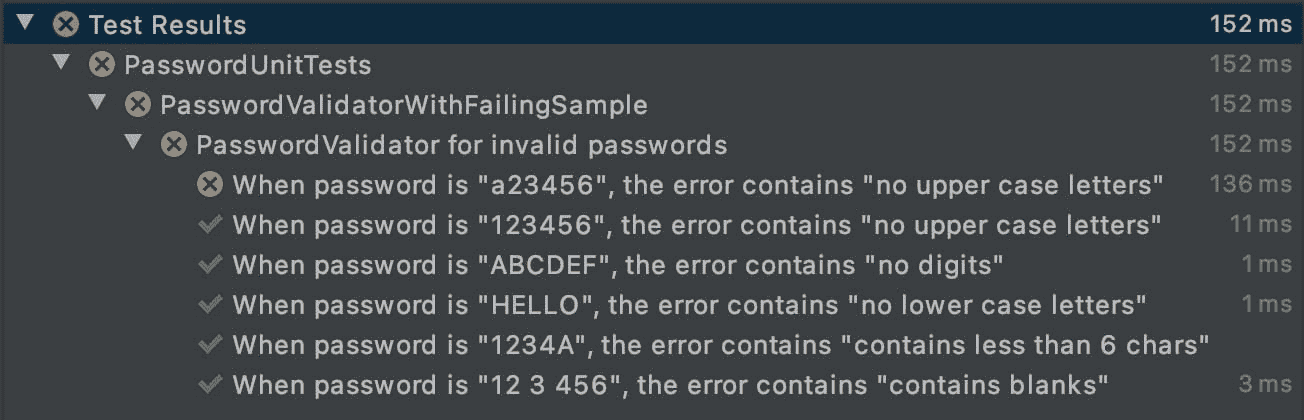 Test Results 152 ms
PasswordUnitTests 152 ms
PasswordValidatorWithFailingSample 152 ms
PasswordValidator for invalid passwords 152 ms
When password is "a23456", the error contains "no upper case letters" 136 ms
When password is "123456", the error contains "no upper case letters" 11 ms
When password is "ABCDEF", the error contains "no digits" 1 ms
When password is "HELLO", the error contains "no lower case letters" 1 ms
When password is "1234A", the error contains "contains less than 6 chars"
When password is "12 3 456", the error contains "contains blanks" 3 ms